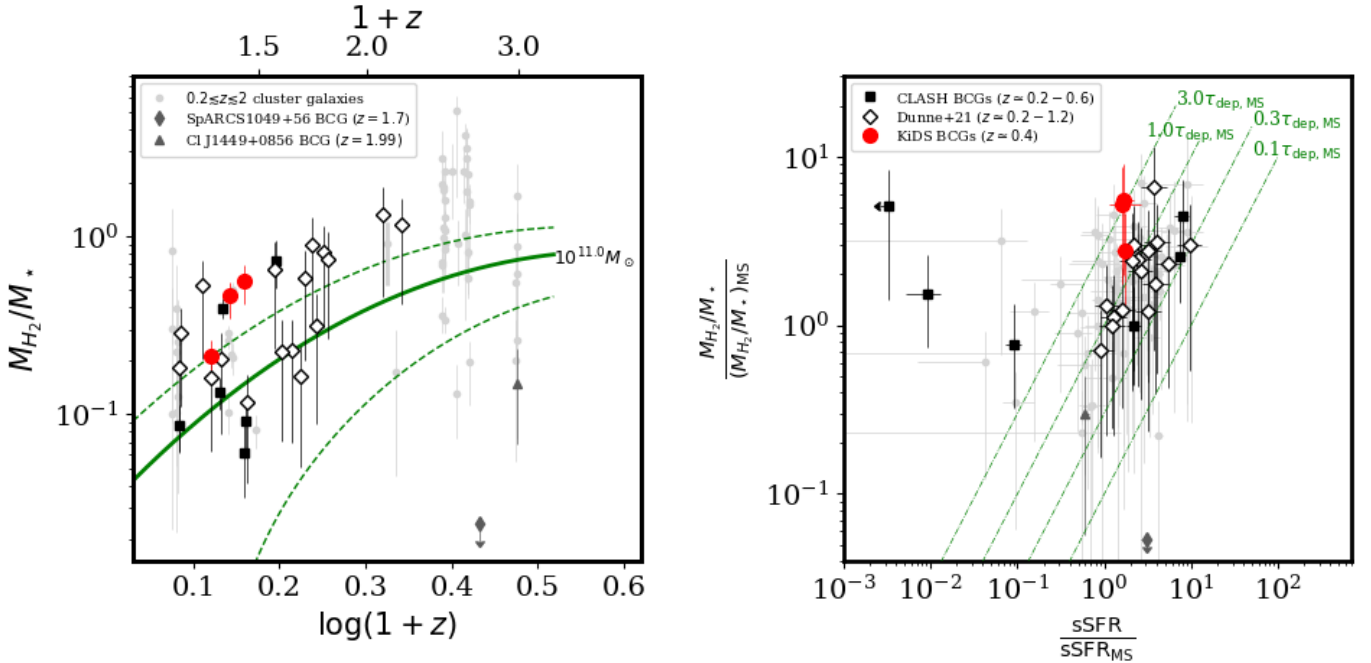 1 + z
1.5 2.0 3.0
0.2≲z≲2 cluster galaxies
SpARCS1049+56 BCG (z = 1.7)
Cl J1449+0856 BCG (z = 1.99)
10^0
10^−1
M_H₂/M⋆
10^11.0 M⊙
0.1 0.2 0.3 0.4 0.5 0.6
log(1 + z)
CLASH BCGs (z ≃ 0.2 − 0.6)
Dunne+21 (z ≃ 0.2 − 1.2)
KiDS BCGs (z ≃ 0.4)
3.0τ_dep, MS
1.0τ_dep, MS
0.3τ_dep, MS
0.1τ_dep, MS
10^1
10^0
10^−1
M_H₂/M⋆
(M_H₂/M⋆)_MS
10^−3 10^−2 10^−1 10^0 10^1 10^2
sSFR
sSFR_MS